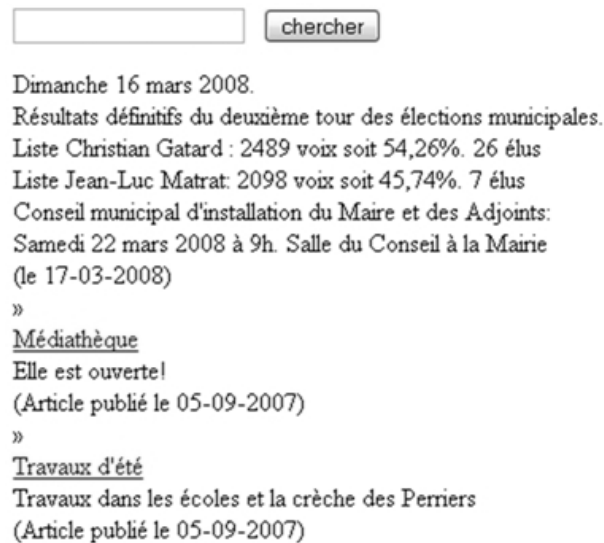 chercher
Dimanche 16 mars 2008.
Résultats définitifs du deuxième tour des élections municipales.
Liste Christian Gatard : 2489 voix soit 54,26%. 26 élus
Liste Jean-Luc Matrat: 2098 voix soit 45,74%. 7 élus
Conseil municipal d'installation du Maire et des Adjoints:
Samedi 22 mars 2008 à 9h. Salle du Conseil à la Mairie
(le 17-03-2008)
»
Médiathèque
Elle est ouverte!
(Article publié le 05-09-2007)
»
Travaux d'été
Travaux dans les écoles et la crèche des Perriers
(Article publié le 05-09-2007)